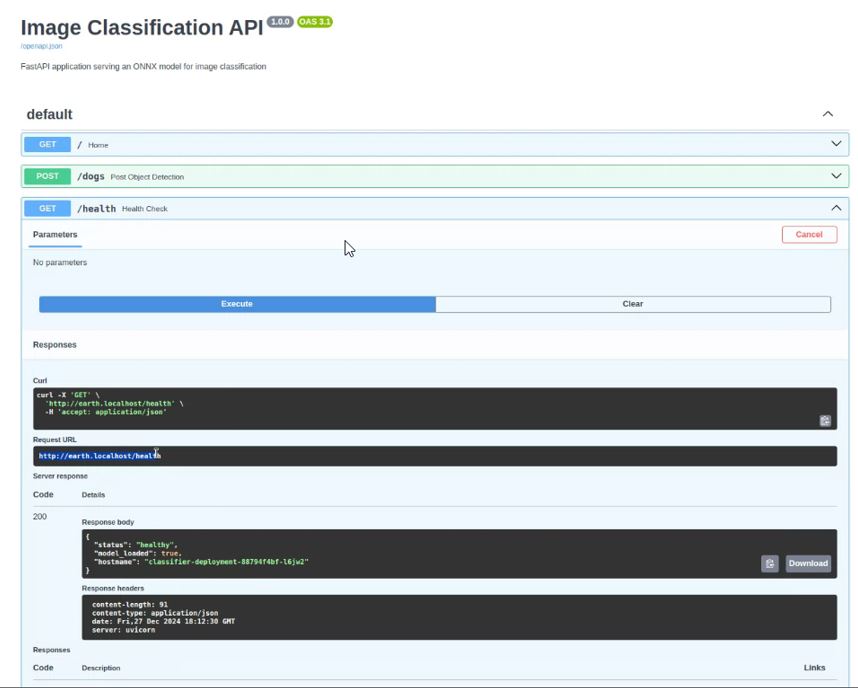 Image Classification API 1.0.0 OAS 3.1
/openapi.json
FastAPI application serving an ONNX model for image classification
default
GET / Home
POST /dogs Post Object Detection
GET /health Health Check
Parameters Cancel
No parameters
Execute Clear
Responses
Curl
curl -X 'GET' \
'http://earth.localhost/health' \
-H 'accept: application/json'
Request URL
http://earth.localhost/health
Server response
Code Details
200
Response body
{
"status": "healthy",
"model_loaded": true,
"hostname": "classifier-deployment-88794f4bf-l6jw2"
}
Download
Response headers
content-length: 91
content-type: application/json
date: Fri,27 Dec 2024 18:12:30 GMT
server: uvicorn
Responses
Code Description Links